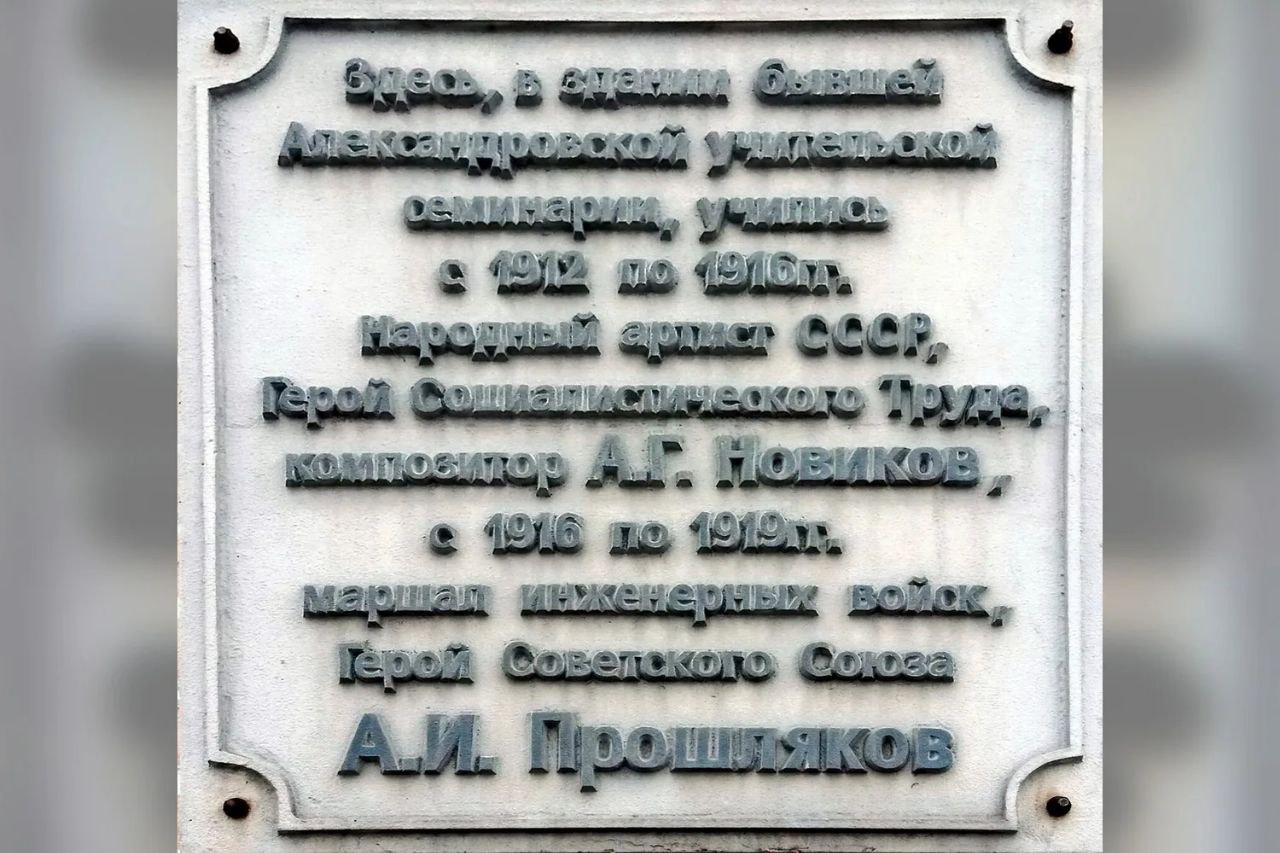 Здесь, в здании бывшей
Александровской учительской
семинарии, учились
с 1912 по 1916гг.
Народный артист СССР,
Герой Социалистического Труда,
композитор А.Г. Новиков,
с 1916 по 1919гг.
маршал инженерных войск,
Герой Советского Союза
А.И. Прошляков